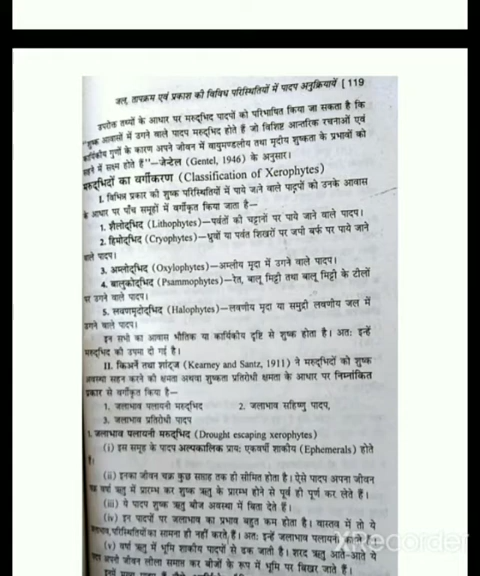 जल, तापक्रम एवं प्रकाश की विविध परिस्थितियों में पादप अनुक्रियायें [ 119
उपरोक्त तथ्यों के आधार पर मरुद्भिद पादपों को परिभाषित किया जा सकता है कि
"शुष्क आवासों में उगने वाले पादप मरुद्भिद होते हैं जो विशिष्ट आन्तरिक रचनाओं एवं
कार्यिकीय गुणों के कारण अपने जीवन में वायुमण्डलीय तथा मृदीय शुष्कता के प्रभावों को
सहने में सक्षम होते हैं"—जेन्टेल (Gentel, 1946) के अनुसार।
मरुद्भिदों का वर्गीकरण (Classification of Xerophytes)
I. विभिन्न प्रकार की शुष्क परिस्थितियों में पाये जाने वाले पादपों को उनके आवास
के आधार पर पाँच समूहों में वर्गीकृत किया जाता है—
1. शैलोद्भिद (Lithophytes)—पर्वतों की चट्टानों पर पाये जाने वाले पादप।
2. हिमोद्भिद (Cryophytes)—ध्रुवों या पर्वत शिखरों पर जमी बर्फ पर पाये जाने
वाले पादप।
3. अम्लोद्भिद (Oxylophytes)—अम्लीय मृदा में उगने वाले पादप।
4. बालुकोद्भिद (Psammophytes)—रेत, बालू मिट्टी तथा बालू मिट्टी के टीलों
पर उगने वाले पादप।
5. लवणमृदोद्भिद (Halophytes)—लवणीय मृदा या समुद्री लवणीय जल में
उगने वाले पादप।
इन सभी का आवास भौतिक या कार्यिकीय दृष्टि से शुष्क होता है। अतः इन्हें
मरुद्भिद की उपमा दी गई है।
II. किअर्ने तथा शांट्ज (Kearney and Santz, 1911) ने मरुद्भिदों को शुष्क
अवस्था सहन करने की क्षमता अथवा शुष्कता प्रतिरोधी क्षमता के आधार पर निम्नांकित
प्रकार से वर्गीकृत किया है—
1. जलाभाव पलायनी मरुद्भिद 2. जलाभाव सहिष्णु पादप,
3. जलाभाव प्रतिरोधी पादप
1. जलाभाव पलायनी मरुद्भिद (Drought escaping xerophytes)
(i) इस समूह के पादप अल्पकालिक प्रायः एकवर्षी शाकीय (Ephemerals) होते
हैं।
(ii) इनका जीवन चक्र कुछ सप्ताह तक ही सीमित होता है। ऐसे पादप अपना जीवन
चक्र वर्षा ऋतु में प्रारम्भ कर शुष्क ऋतु के प्रारम्भ होने से पूर्व ही पूर्ण कर लेते हैं।
(iii) ये पादप शुष्क ऋतु बीज अवस्था में बिता देते हैं।
(iv) इन पादपों पर जलाभाव का प्रभाव बहुत कम होता है। वास्तव में तो ये
जलाभाव, परिस्थितियों का सामना ही नहीं करते हैं। अतः इन्हें जलाभाव पलायनी
(v) वर्षा ऋतु में भूमि शाकीय पादपों से ढक जाती है। शरद ऋतु आते-आते ये
अपनी जीवन लीला समाप्त कर बीजों के रूप में भूमि पर बिखर जाते हैं।
XRecorder